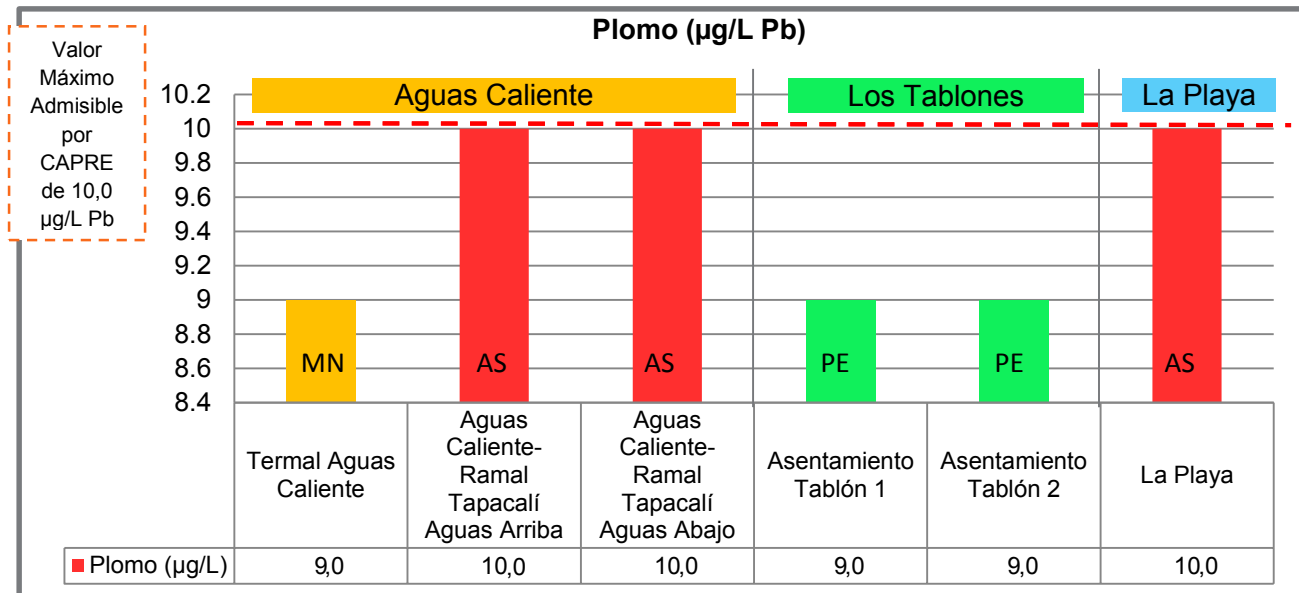 Plomo (µg/L Pb)
Valor
Máximo
Admisible
por
CAPRE
de 10,0
µg/L Pb
Aguas Caliente
Los Tablones
La Playa
10.2
10
9.8
9.6
9.4
9.2
9
8.8
8.6
8.4
MN
AS
AS
PE
PE
AS
Termal Aguas
Caliente
Aguas
Caliente-
Ramal
Tapacalí
Aguas Arriba
Aguas
Caliente-
Ramal
Tapacalí
Aguas Abajo
Asentamiento
Tablón 1
Asentamiento
Tablón 2
La Playa
Plomo (µg/L)
9,0
10,0
10,0
9,0
9,0
10,0